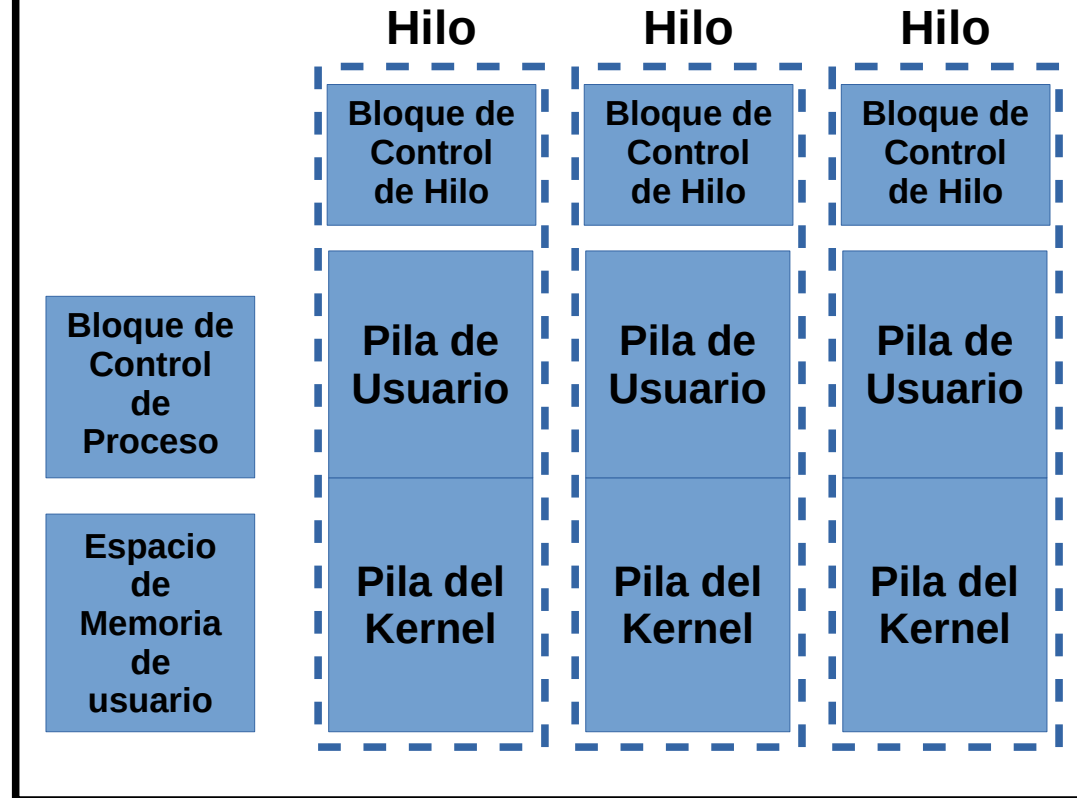 Hilo
Hilo
Hilo
Bloque de
Control
de Hilo
Bloque de
Control
de Hilo
Bloque de
Control
de Hilo
Bloque de
Control
de
Proceso
Pila de
Usuario
Pila de
Usuario
Pila de
Usuario
Espacio
de
Memoria
de
usuario
Pila del
Kernel
Pila del
Kernel
Pila del
Kernel